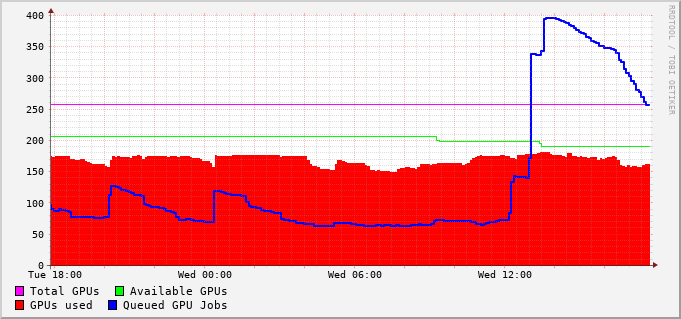 400
350
300
250
200
150
100
50
0
Tue 18:00 Wed 00:00 Wed 06:00 Wed 12:00
Total GPUs Available GPUs
GPUs used Queued GPU Jobs
RRDTOOL / TOBI OETIKER